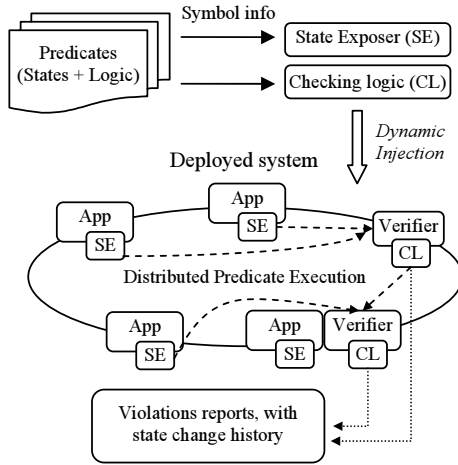 Symbol info
Predicates
(States + Logic)
State Exposer (SE)
Checking logic (CL)
Dynamic
Injection
Deployed system
App
SE
App
SE
Verifier
CL
Distributed Predicate Execution
App
SE
App
SE
Verifier
CL
Violations reports, with
state change history